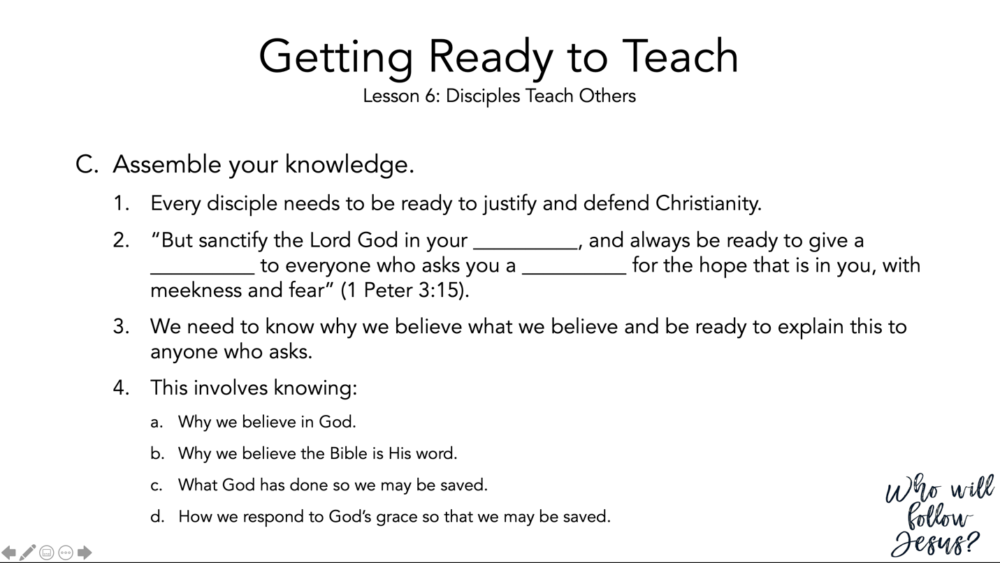 Getting Ready to Teach
Lesson 6: Disciples Teach Others
C. Assemble your knowledge.
1. Every disciple needs to be ready to justify and defend Christianity.
2. “But sanctify the Lord God in your __________, and always be ready to give a
__________ to everyone who asks you a __________ for the hope that is in you, with
meekness and fear” (1 Peter 3:15).
3. We need to know why we believe what we believe and be ready to explain this to
anyone who asks.
4. This involves knowing:
a. Why we believe in God.
b. Why we believe the Bible is His word.
c. What God has done so we may be saved.
d. How we respond to God’s grace so that we may be saved.
Who will
follow
Jesus?